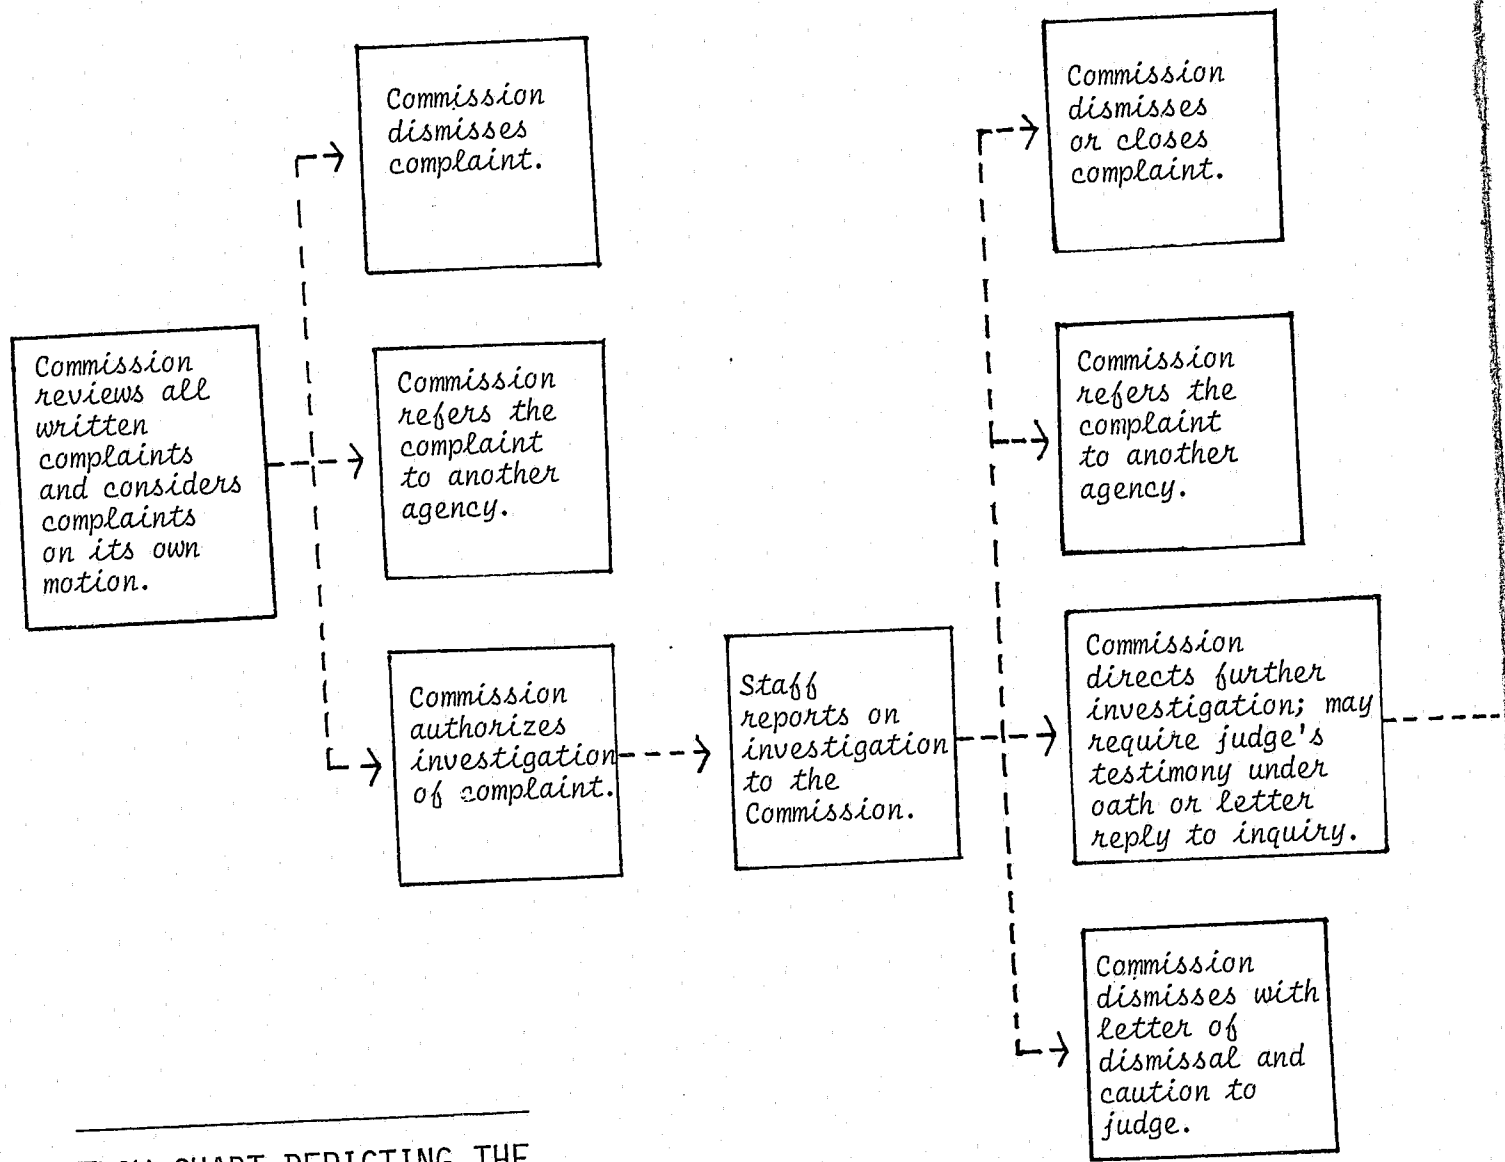 Commission
reviews all
written
complaints
and considers
complaints
on its own
motion.
Commission
dismisses
complaint.
Commission
refers the
complaint
to another
agency.
Commission
authorizes
investigation
of complaint.
Staff
reports on
investigation
to the
Commission.
Commission
dismisses
or closes
complaint.
Commission
refers the
complaint
to another
agency.
Commission
directs further
investigation; may
require judge's
testimony under
oath or letter
reply to inquiry.
Commission
dismisses with
letter of
dismissal and
caution to
judge.
CHART DEPICTING THE